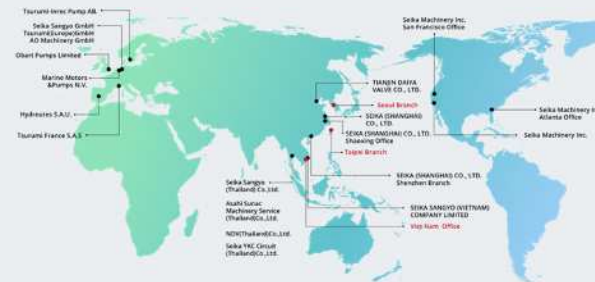 Tsurumi-Inrec Pump AB.
Seika Sangyo GmbH
Tsurumi(Europe)GmbH
AO Machinery GmbH
Obart Pumps Limited
Marine Motors
&Pumps N.V.
Hydreutes S.A.U.
Tsurumi France S.A.S
Seika Sangyo
(Thailand) Co.,Ltd.
Asahi Sunac
Machinery Service
(Thailand)Co.,Ltd.
NDV(Thailand)Co.,Ltd.
Seika YKC Circuit
(Thailand)Co.,Ltd.
TIANJIN DAIYA
VALVE CO., LTD.
Seoul Branch
SEIKA (SHANGHAI)
CO., LTD.
SEIKA (SHANGHAI) CO., LTD.
Shaoxing Office
Taipei Branch
SEIKA (SHANGHAI) CO., LTD.
Shenzhen Branch
SEIKA SANGYO (VIETNAM)
COMPANY LIMITED
Viet Nam Office
Seika Machinery Inc.
San Francisco Office
Seika Machinery In
Atlanta Office
Seika Machinery Inc.